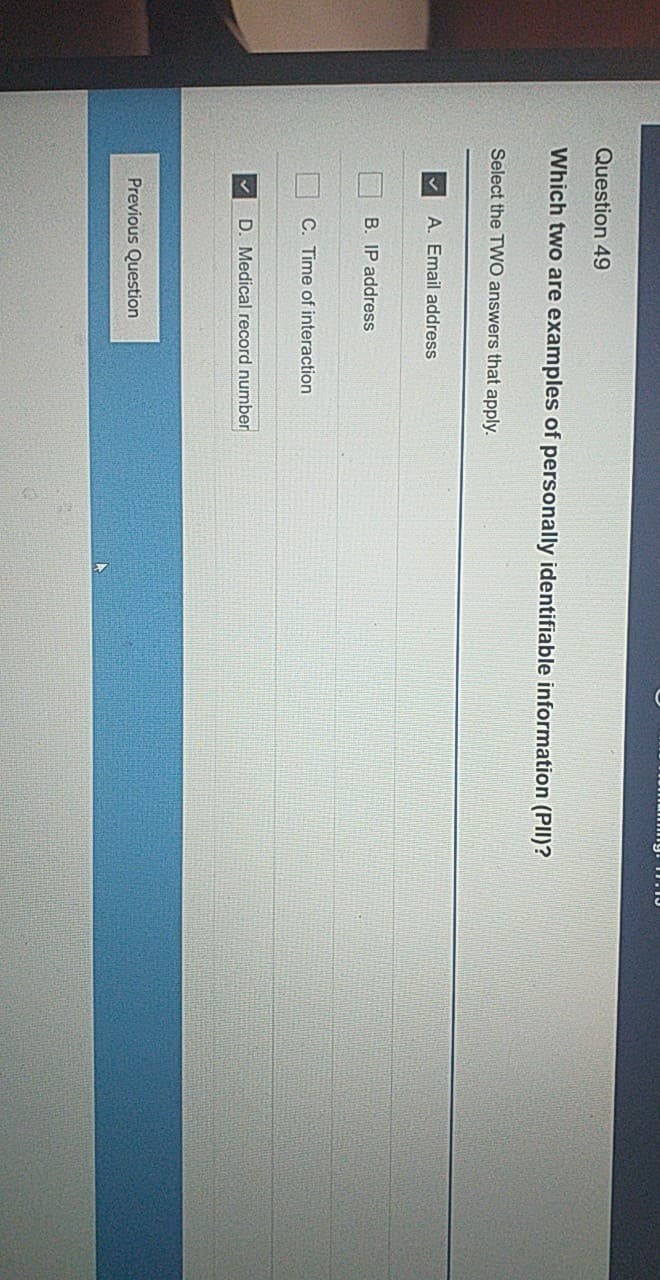 Question 49
Which two are examples of personally identifiable information (PII)?
Select the TWO answers that apply.
A. Email address
B. IP address
C. Time of interaction
D. Medical record number
Previous Question